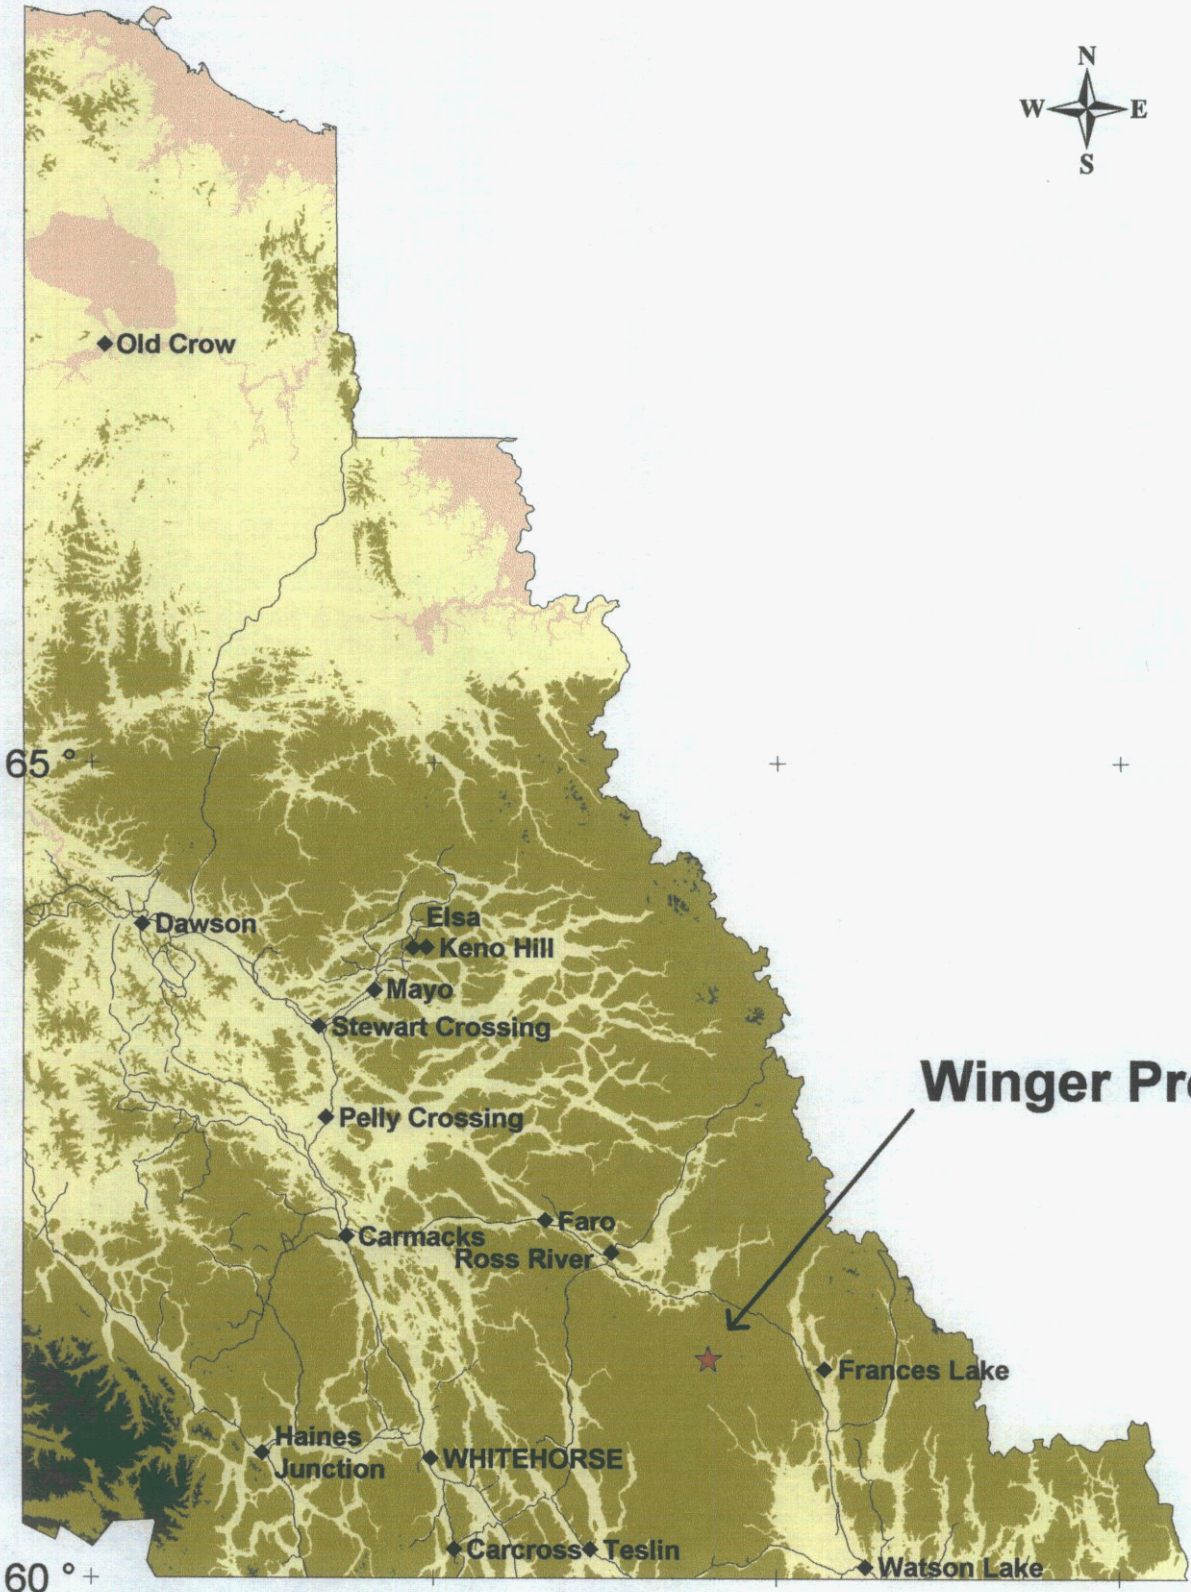 N
W E
S
Old Crow
65 °
Dawson
Elsa
Keno Hill
Mayo
Stewart Crossing
Winger
Pelly Crossing
Faro
Carmacks
Ross River
Frances Lake
Haines
Junction
WHITEHORSE
Carcross Teslin
Watson Lake
60 °